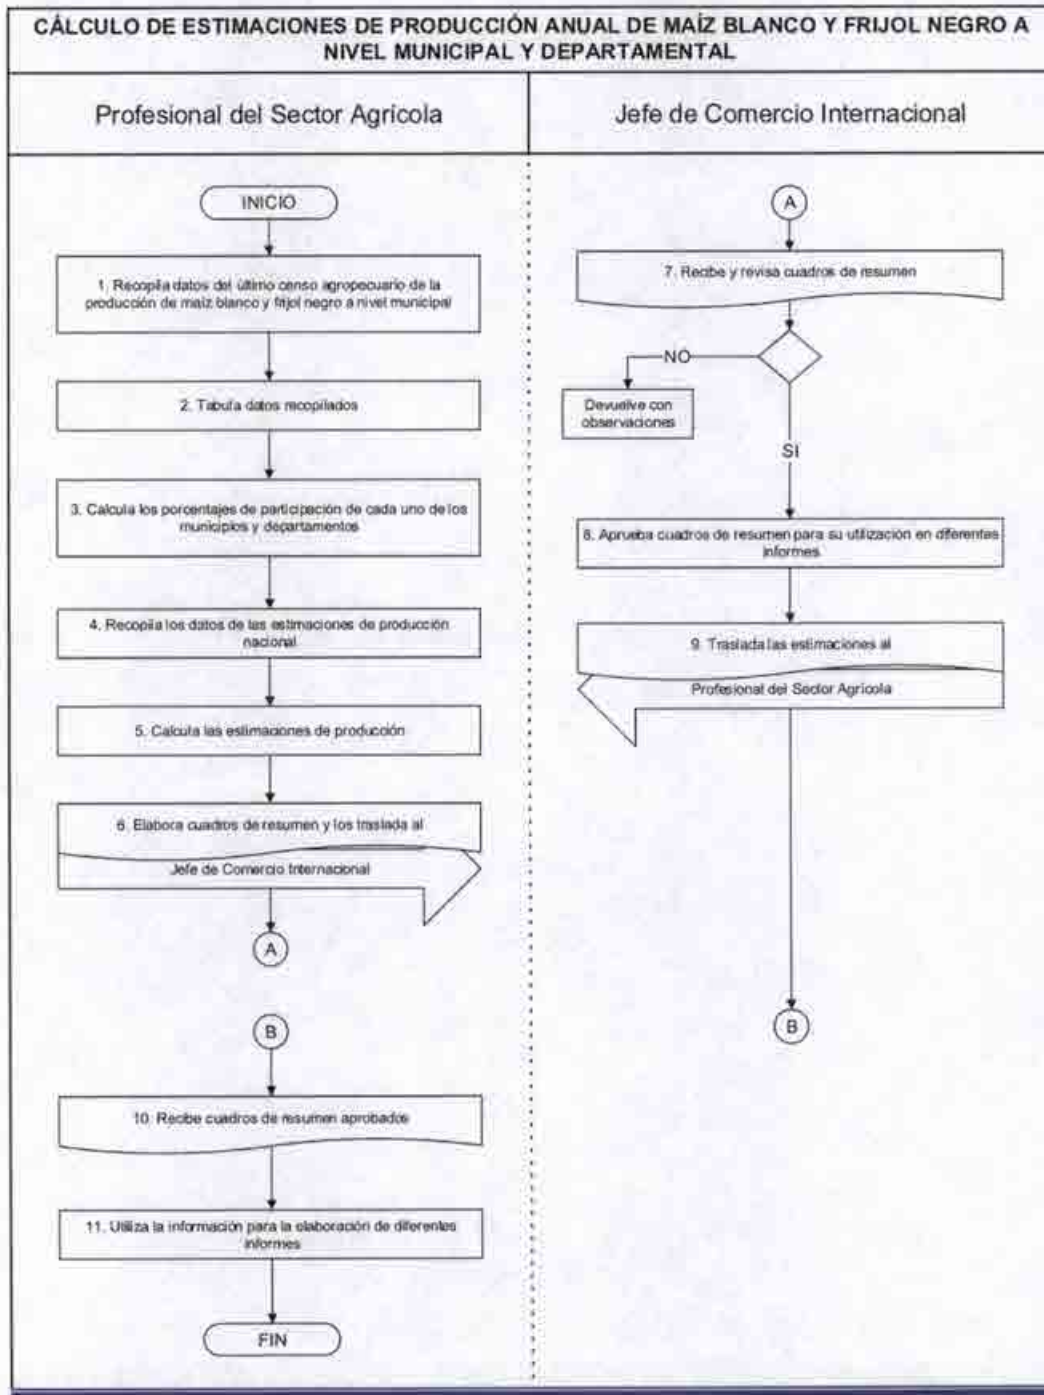 CÁLCULO DE ESTIMACIONES DE PRODUCCIÓN ANUAL DE MAÍZ BLANCO Y FRIJOL NEGRO A
NIVEL MUNICIPAL Y DEPARTAMENTAL
Profesional del Sector Agrícola
INICIO
1. Recopila datos del último censo agropecuario de la
producción de maíz blanco y frijol negro a nivel municipal
2. Tabula datos recopilados
3. Calcula los porcentajes de participación de cada uno de los
municipios y departamentos
4. Recopila los datos de las estimaciones de producción
nacional
5. Calcula las estimaciones de producción
6. Elabora cuadros de resumen y los traslada al
Jefe de Comercio Internacional
A
B
10. Recibe cuadros de resumen aprobados
11. Utiliza la información para la elaboración de diferentes
informes
FIN
Jefe de Comercio Internacional
A
7. Recibe y revisa cuadros de resumen
NO
Devuelve con
observaciones
SI
8. Aprueba cuadros de resumen para su utilización en diferentes
informes
9. Traslada las estimaciones al
Profesional del Sector Agrícola
B